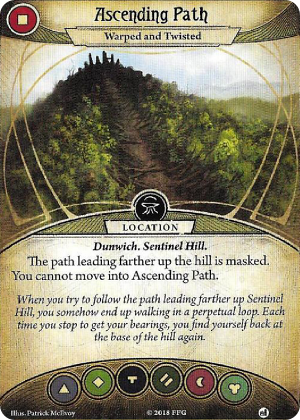 Ascending Path
Warped and Twisted
LOCATION
Dunwich. Sentinel Hill.
The path leading farther up the hill is masked.
You cannot move into Ascending Path.
When you try to follow the path leading farther up Sentinel
Hill, you somehow end up walking in a perpetual loop. Each
time you stop to get your bearings, you find yourself back at
the base of the hill again.
Illus. Patrick McEvoy
© 2018 FFG